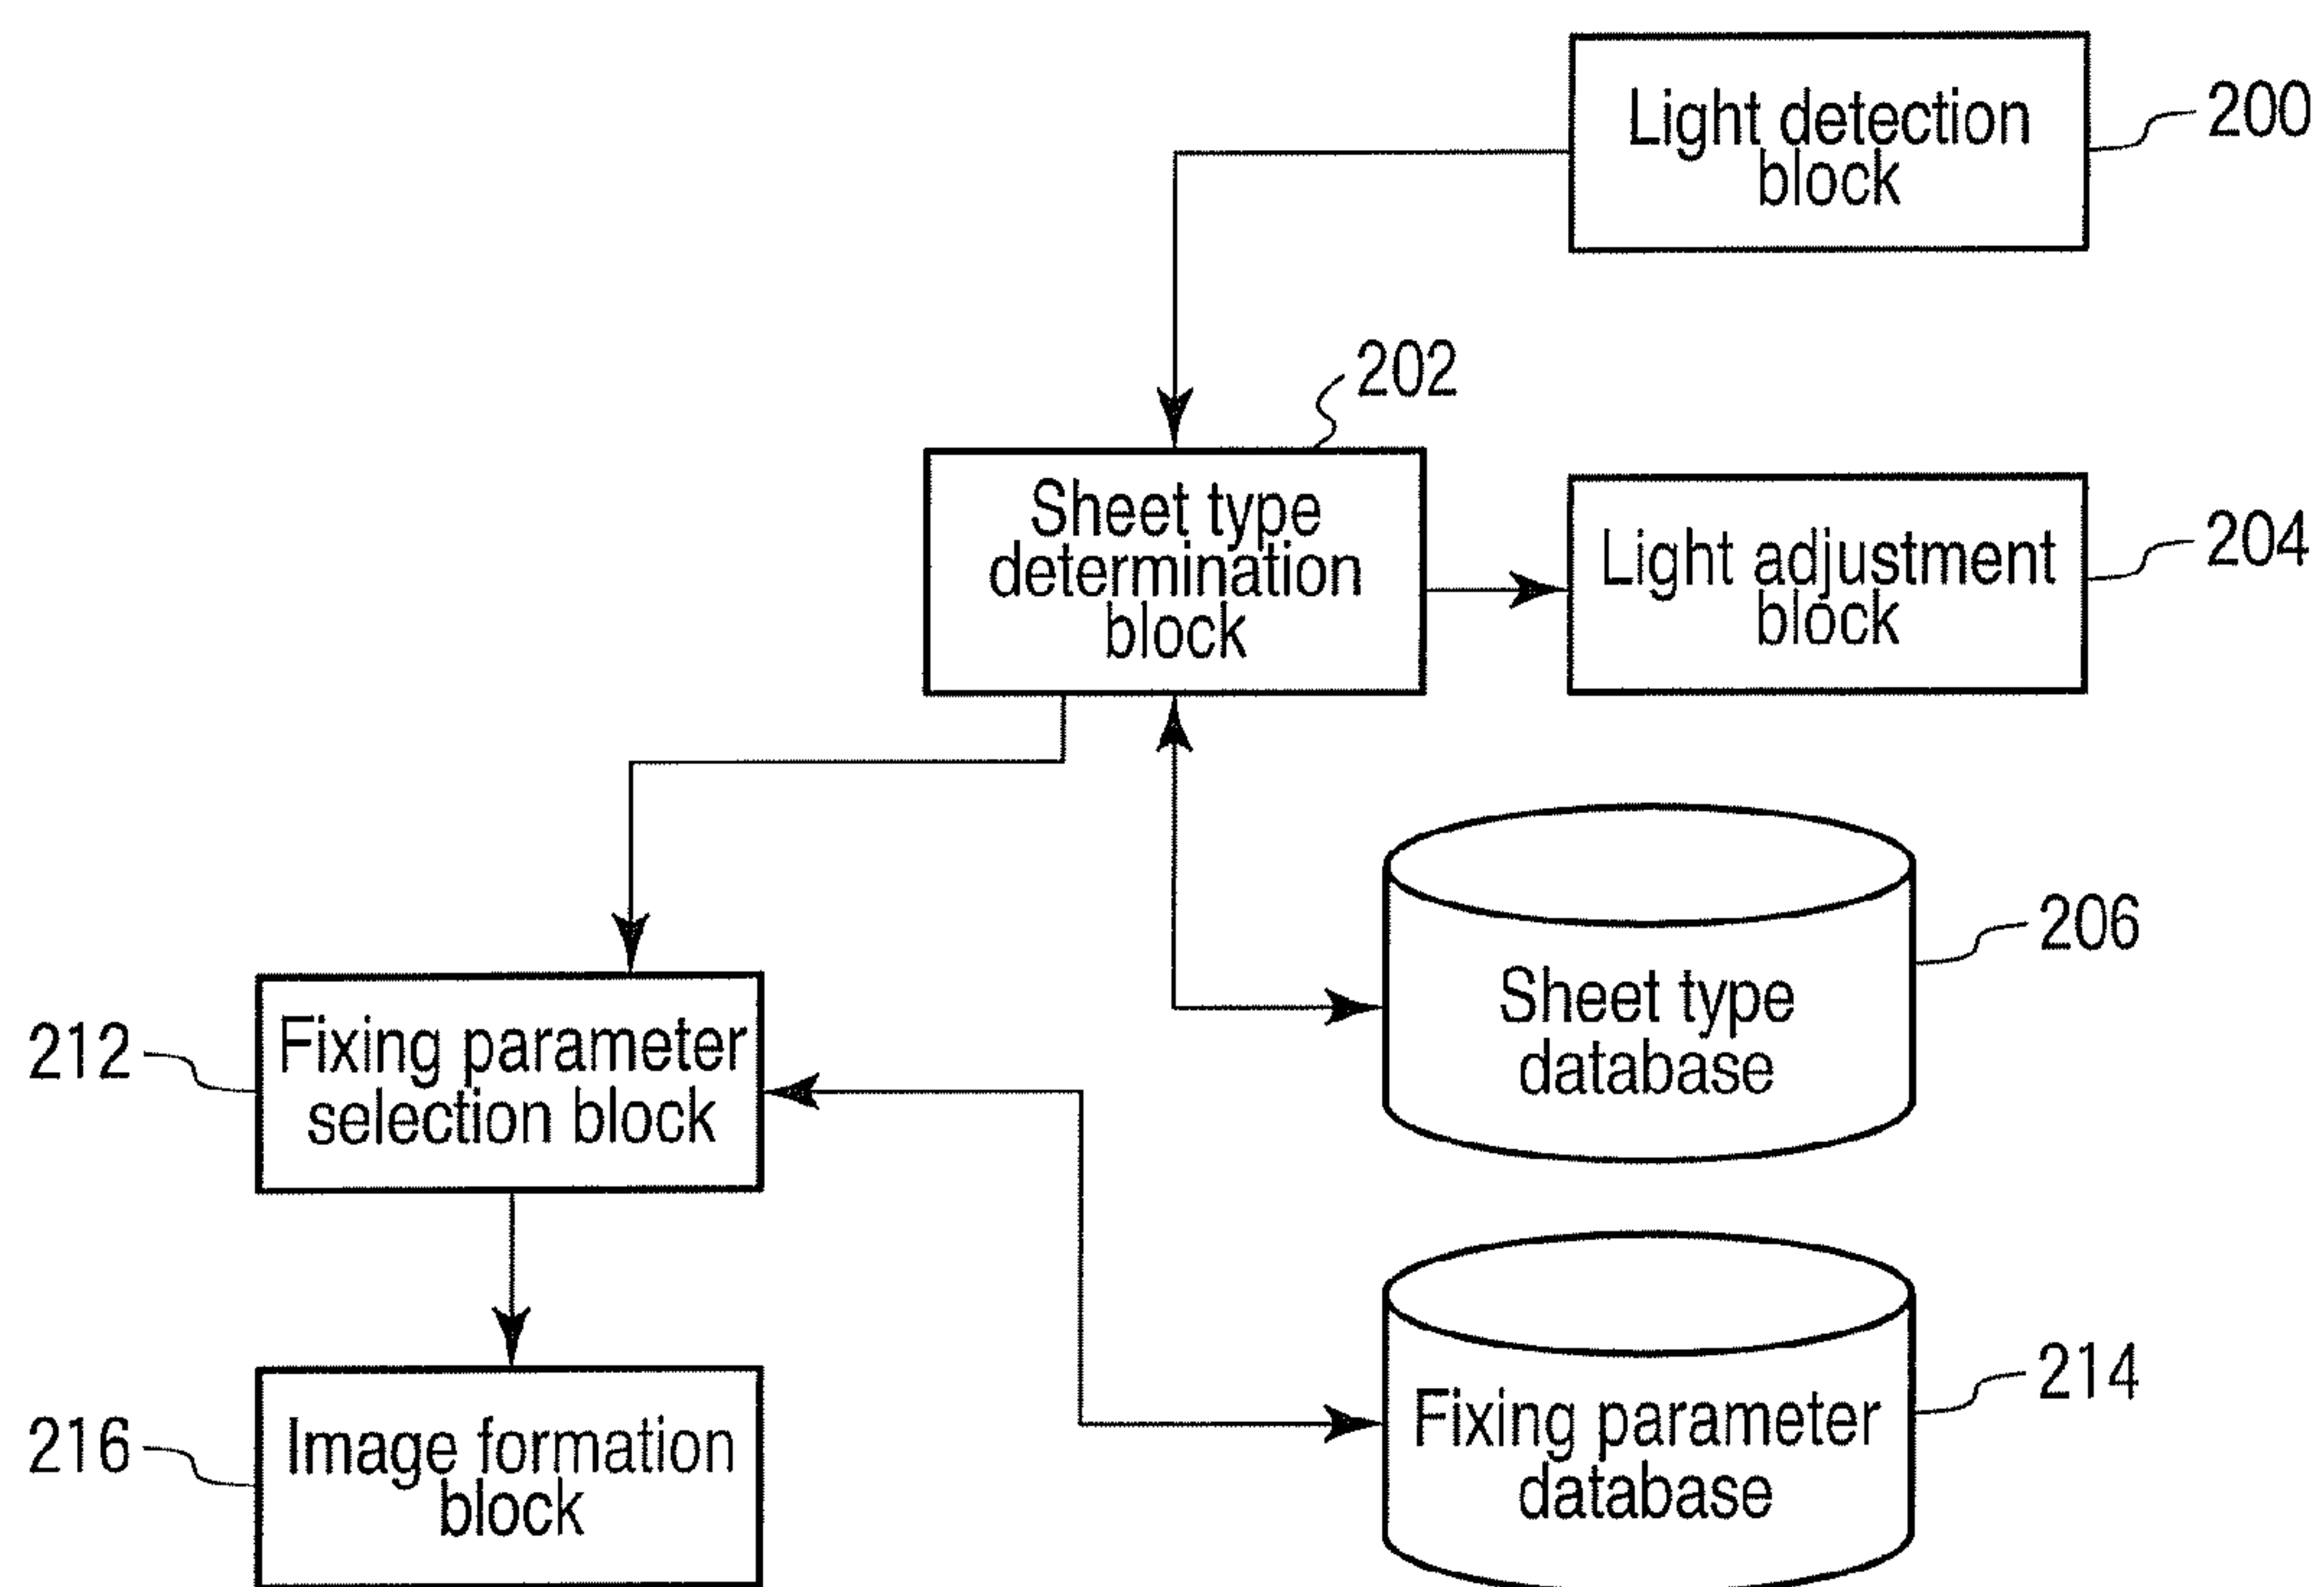 Light detection
block
200
202
Sheet type
determination
block
Light adjustment
block
204
206
Sheet type
database
212
Fixing parameter
selection block
214
Fixing parameter
database
216
Image formation
block